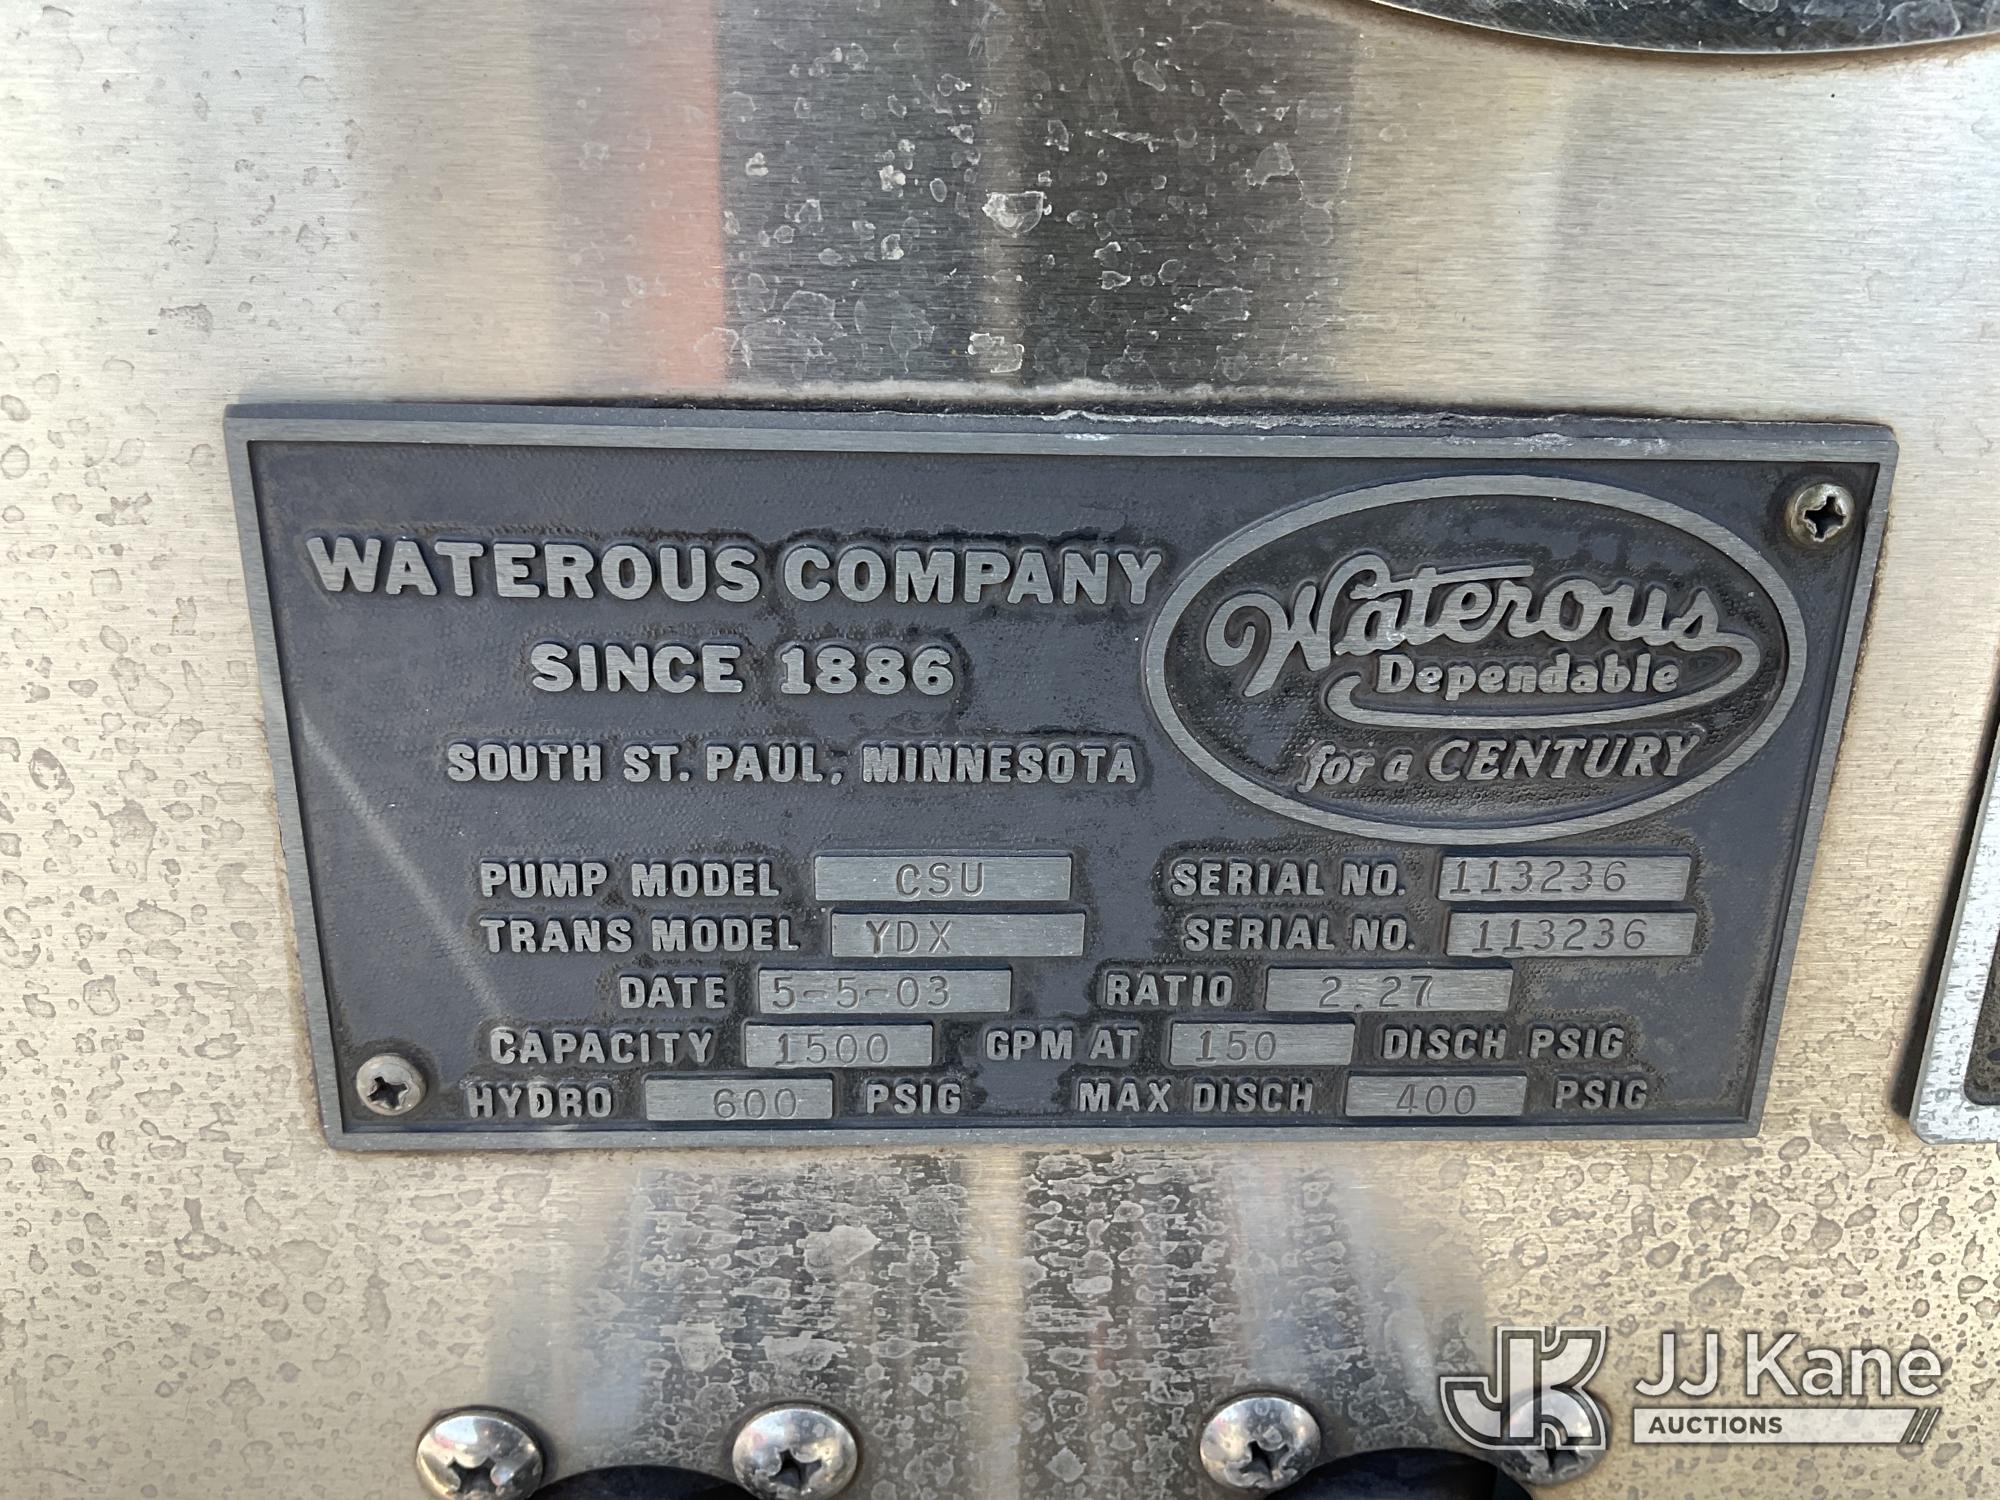 WATEROUS COMPANY
SINCE 1886
SOUTH ST. PAUL, MINNESOTA
Waterous
Dependable
for a CENTURY
PUMP MODEL CSU SERIAL NO. 113236
TRANS MODEL YDX SERIAL NO. 113236
DATE 5-5-03 RATIO 2.27
CAPACITY 1500 GPM AT 150 DISCH PSIG
HYDRO 600 PSIG MAX DISCH 400 PSIG
JK JJ Kane
AUCTIONS